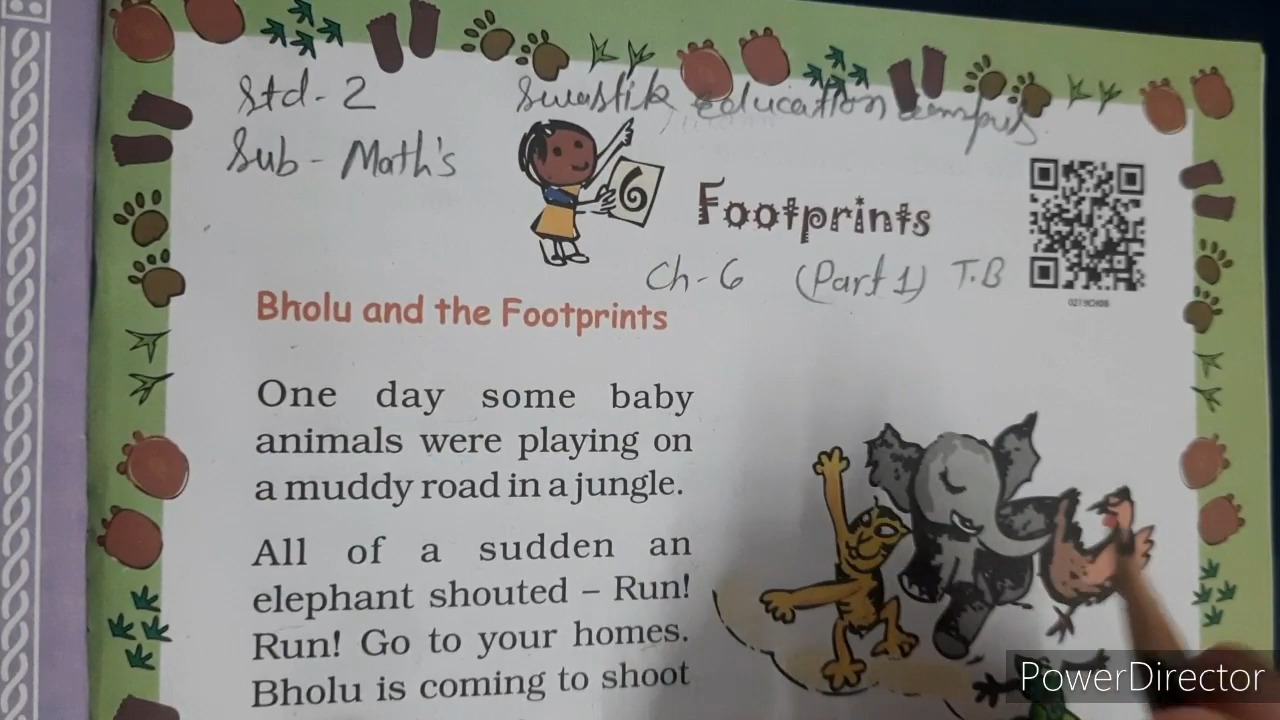 Std- 2
Swastik education campus
Sub - Math's
6
Footprints
Ch-6 (Part 1) T.B
0219CH06
Bholu and the Footprints
One day some baby
animals were playing on
a muddy road in a jungle.
All of a sudden an
elephant shouted – Run!
Run! Go to your homes.
Bholu is coming to shoot
PowerDirector